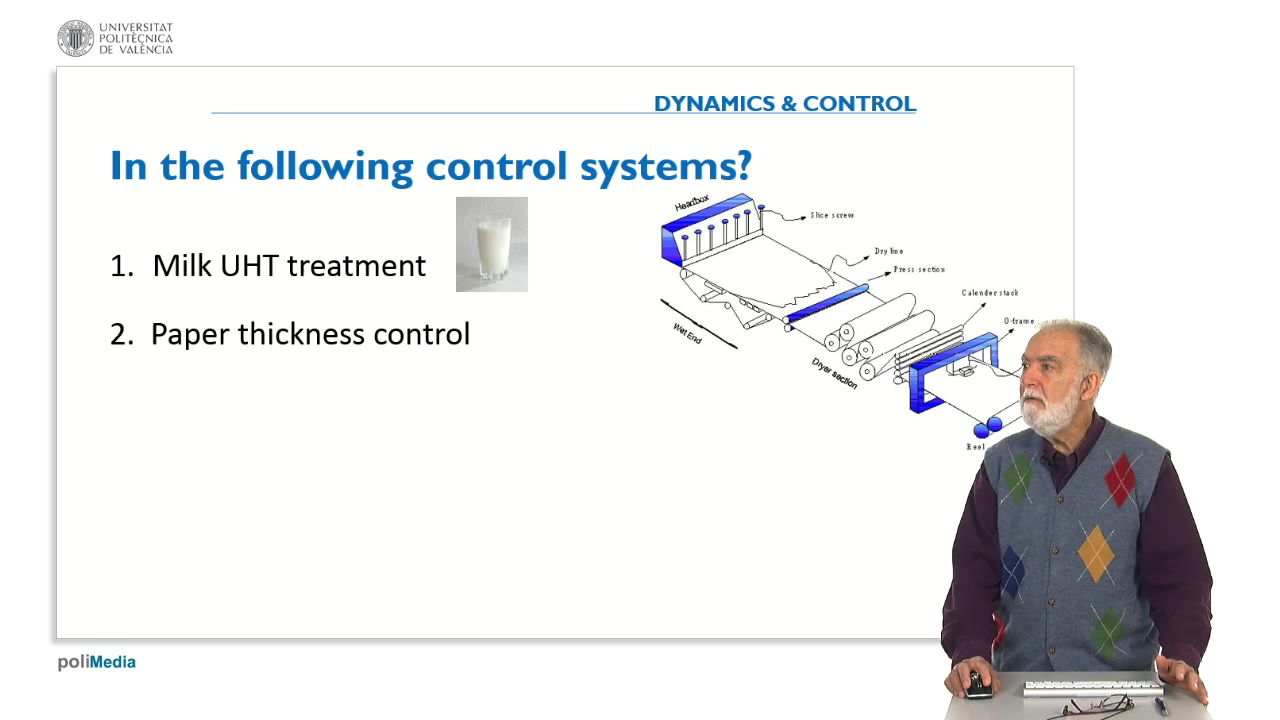 UNIVERSITAT
POLITÈCNICA
DE VALÈNCIA
DYNAMICS & CONTROL
In the following control systems?
1. Milk UHT treatment
2. Paper thickness control
Headbox
Slice screw
Dry line
Press section
Calender stack
O-frame
Wet End
Dryer section
Reel
poliMedia